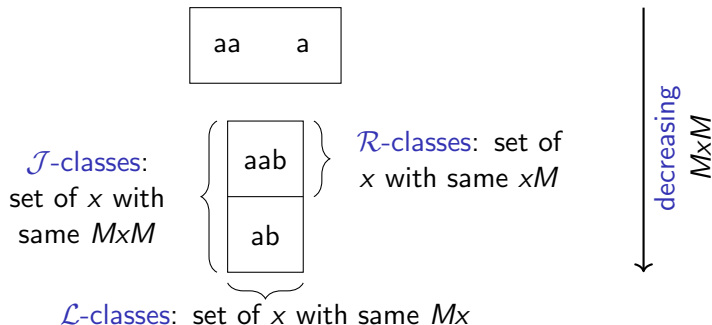 aa a
aab
ab
𝒥-classes:
set of x with
same MxM
ℛ-classes: set of
x with same xM
ℒ-classes: set of x with same Mx
decreasing
MxM